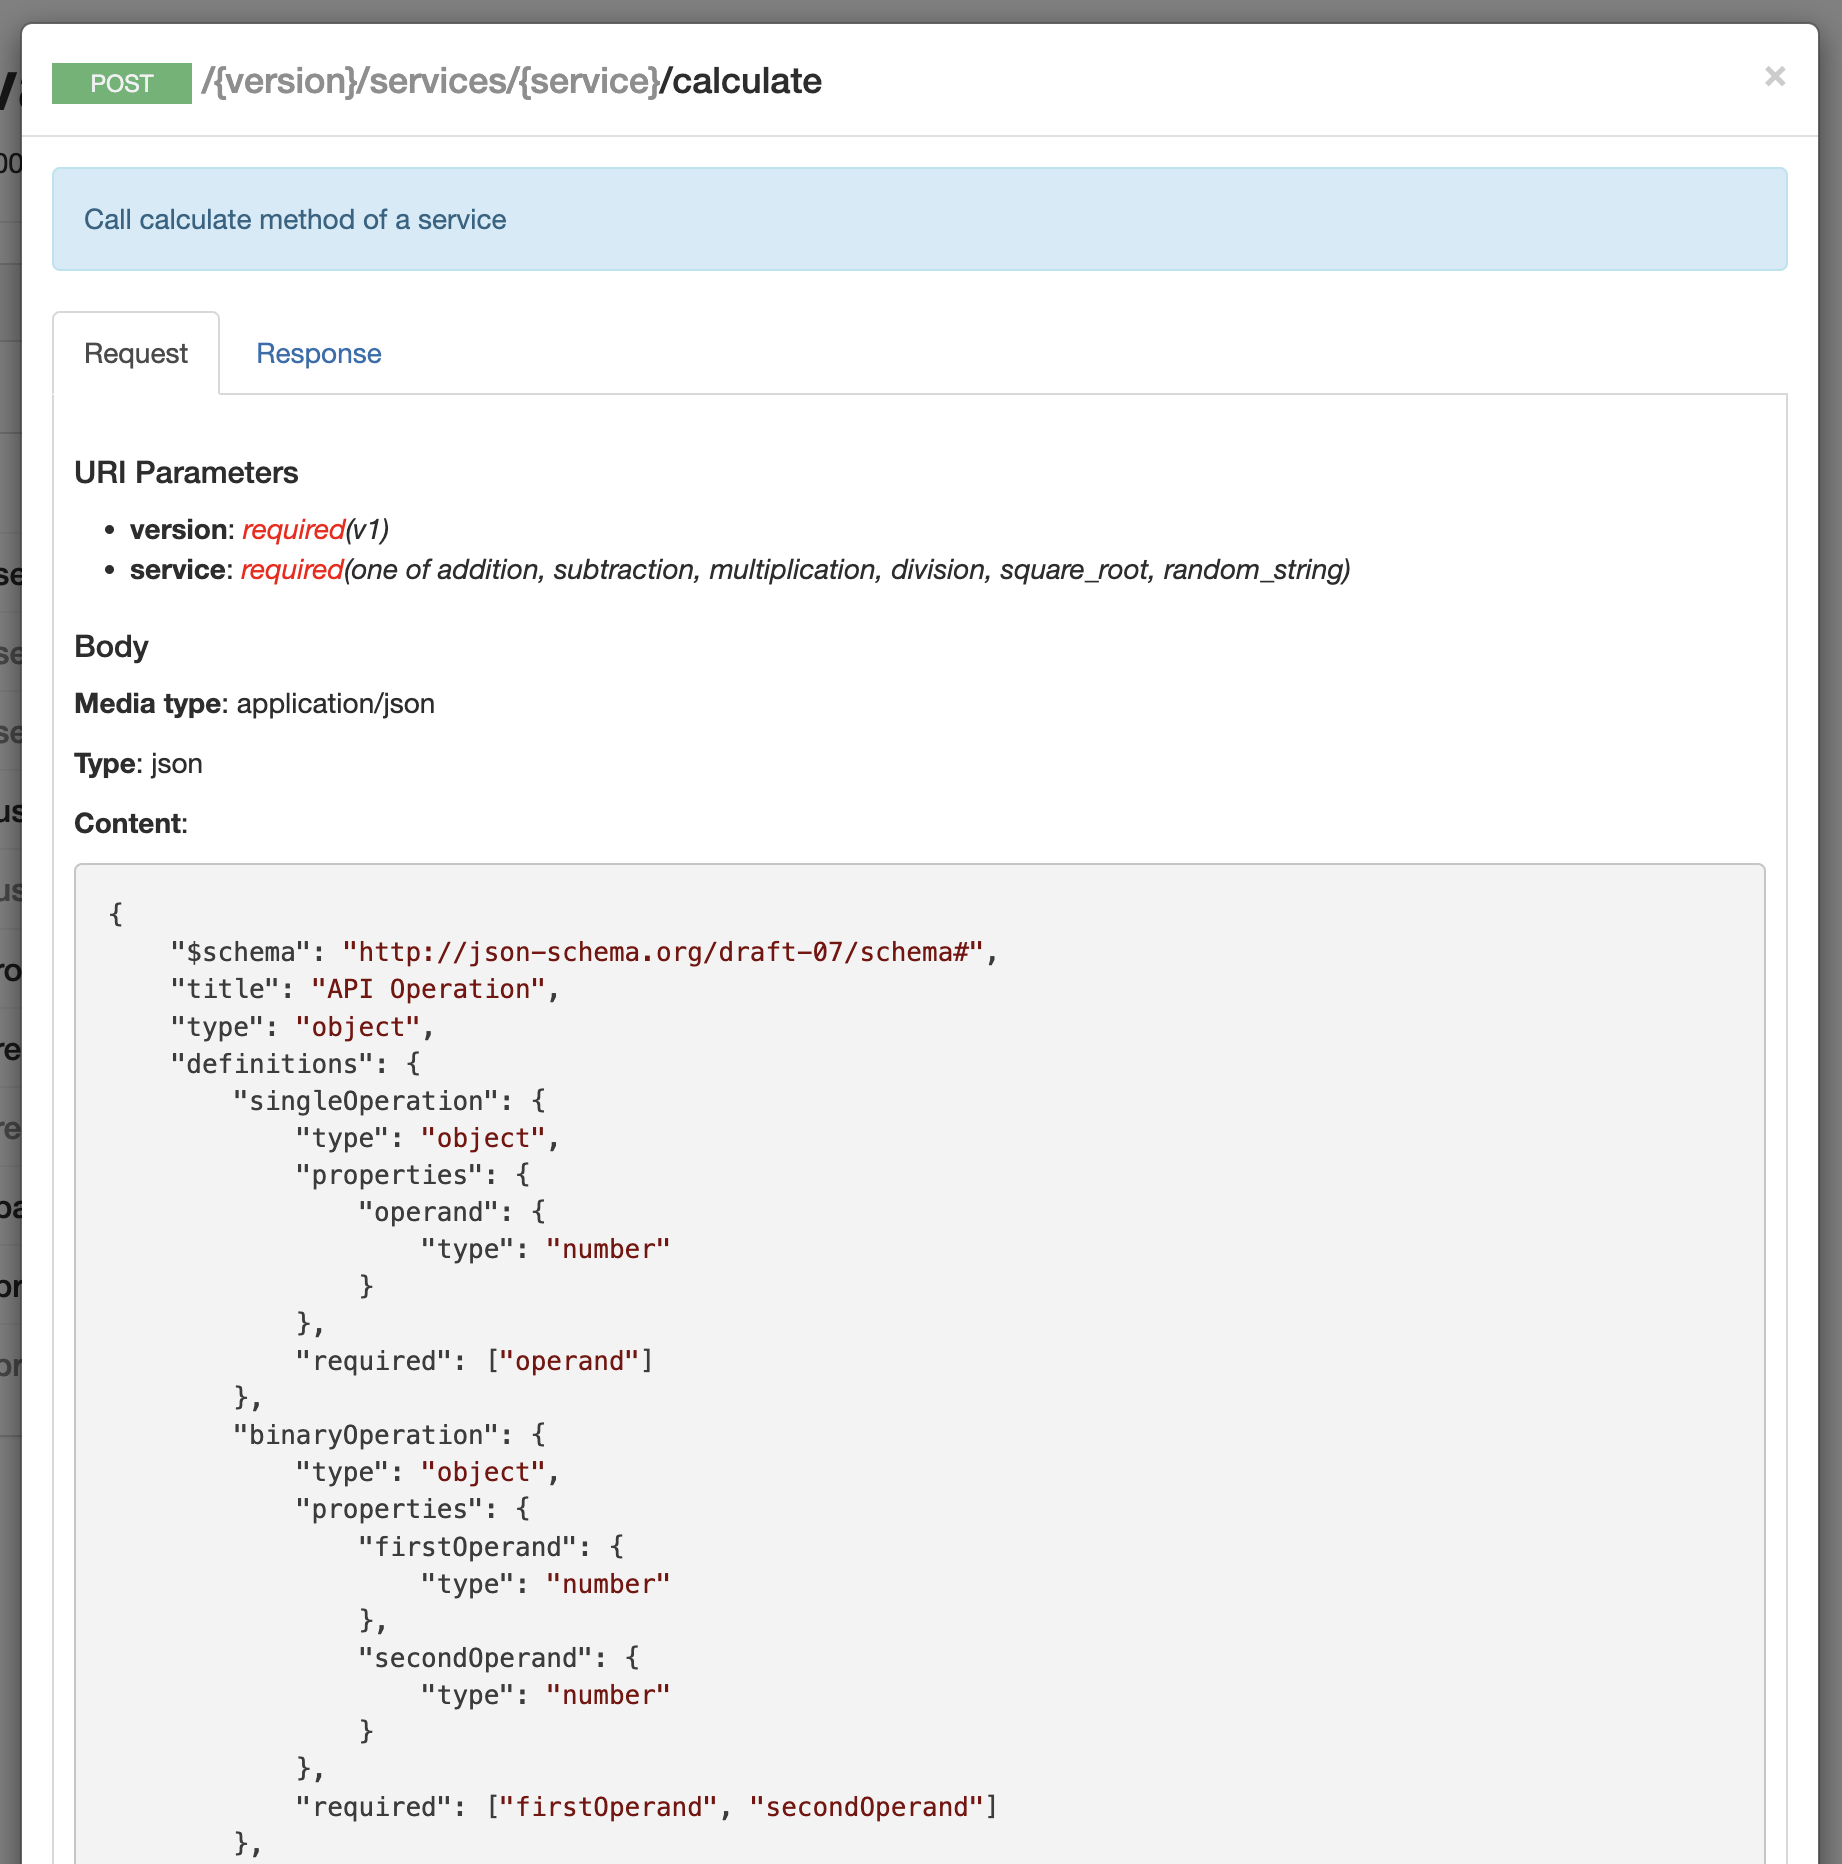 POST /{version}/services/{service}/calculate ×
Call calculate method of a service
Request Response
URI Parameters
• version: required(v1)
• service: required(one of addition, subtraction, multiplication, division, square_root, random_string)
Body
Media type: application/json
Type: json
Content:
{
    "$schema": "http://json-schema.org/draft-07/schema#",
    "title": "API Operation",
    "type": "object",
    "definitions": {
        "singleOperation": {
            "type": "object",
            "properties": {
                "operand": {
                    "type": "number"
                }
            },
            "required": ["operand"]
        },
        "binaryOperation": {
            "type": "object",
            "properties": {
                "firstOperand": {
                    "type": "number"
                },
                "secondOperand": {
                    "type": "number"
                }
            },
            "required": ["firstOperand", "secondOperand"]
        },